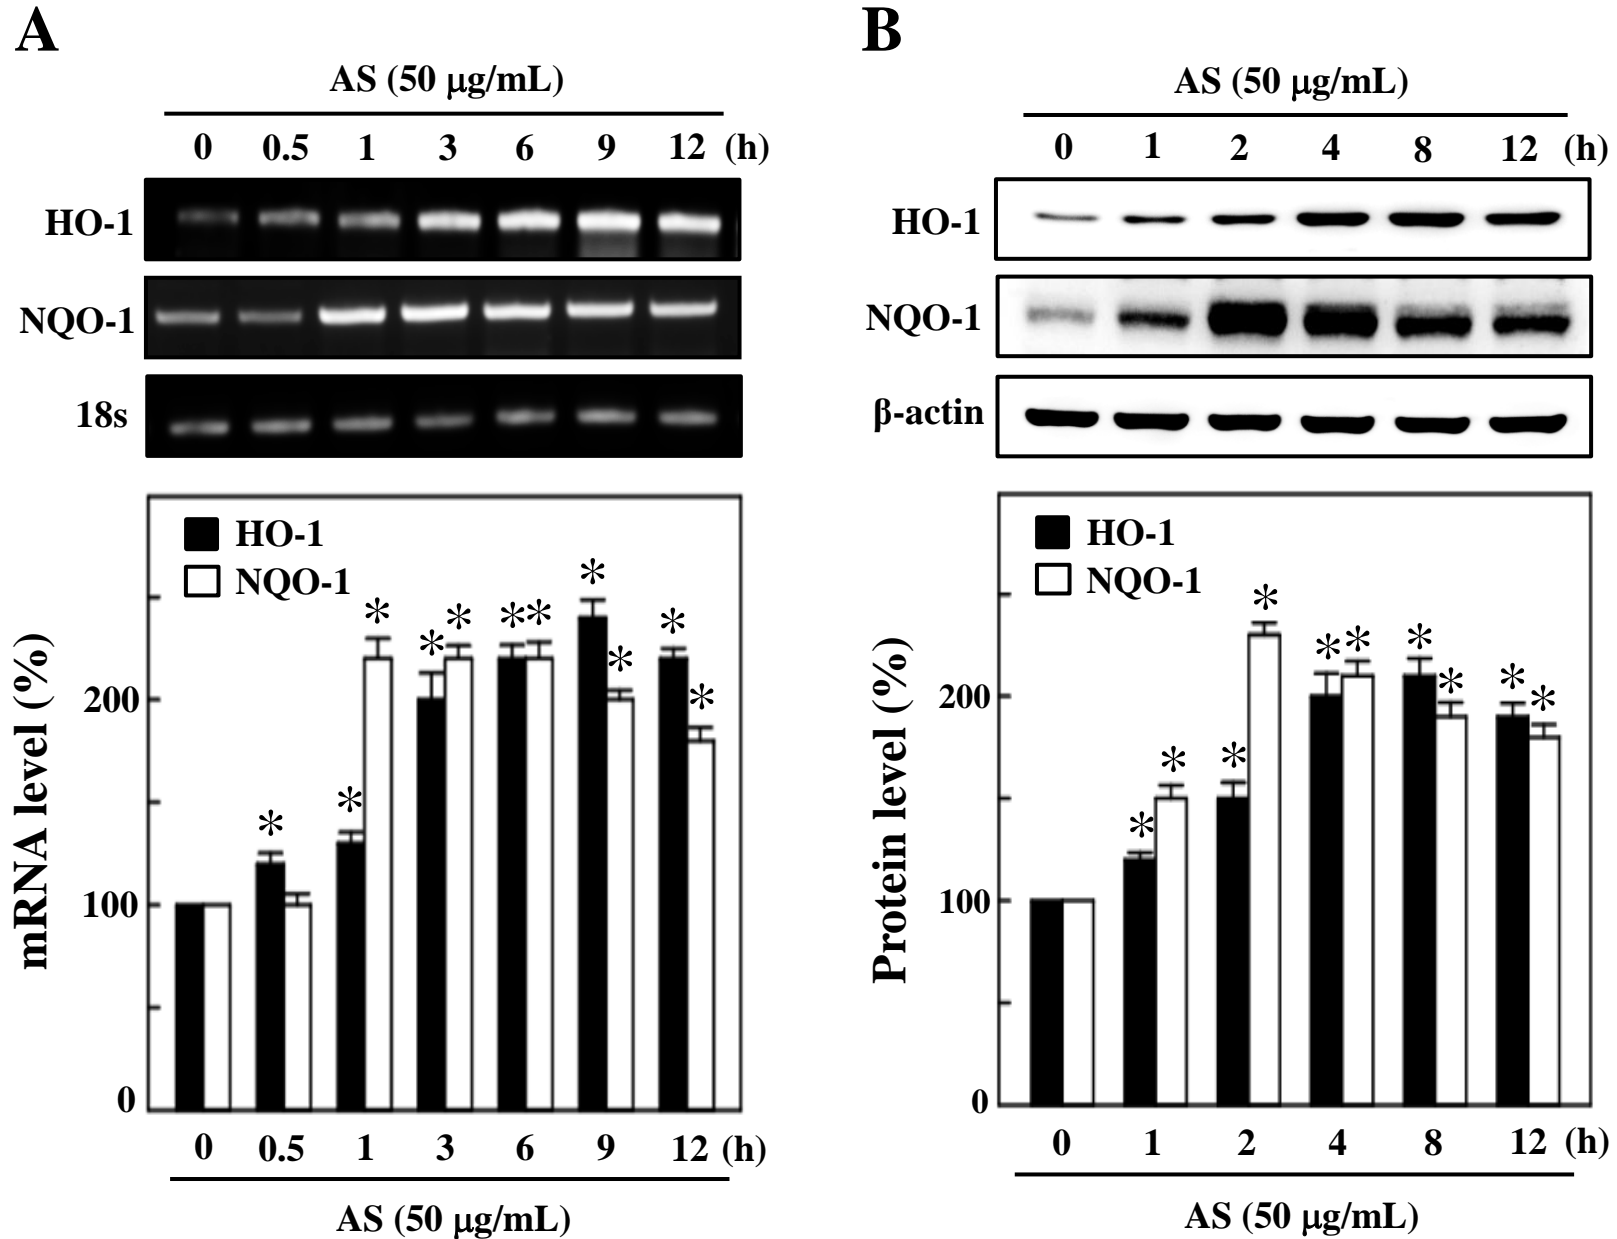 A
AS (50 μg/mL)
0 0.5 1 3 6 9 12 (h)
HO-1
NQO-1
18s
HO-1
NQO-1
* * * * * * * * * * *
mRNA level (%)
200
100
0
0 0.5 1 3 6 9 12 (h)
AS (50 μg/mL)
B
AS (50 μg/mL)
0 1 2 4 8 12 (h)
HO-1
NQO-1
β-actin
HO-1
NQO-1
* * * * * * * * * *
Protein level (%)
200
100
0
0 1 2 4 8 12 (h)
AS (50 μg/mL)